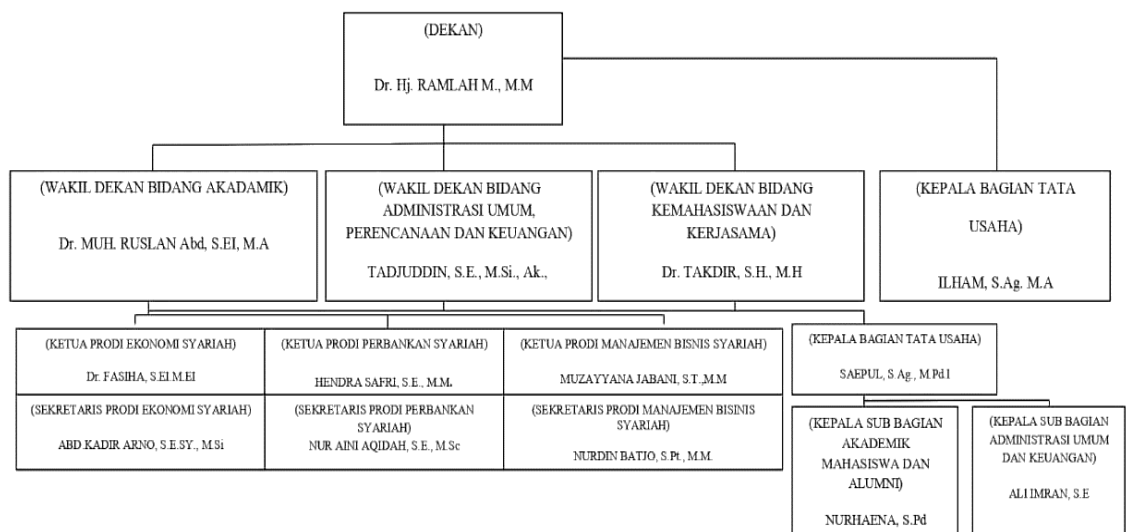 (DEKAN)
Dr. Hj. RAMLAH M., M.M
(WAKIL DEKAN BIDANG AKADAMIK)
Dr. MUH. RUSLAN Abd, S.EI, M.A
(WAKIL DEKAN BIDANG
ADMINISTRASI UMUM,
PERENCANAAN DAN KEUANGAN)
TADJUDDIN, S.E., M.Si., Ak.,
(WAKIL DEKAN BIDANG
KEMAHASISWAAN DAN
KERJASAMA)
Dr. TAKDIR, S.H., M.H
(KEPALA BAGIAN TATA
USAHA)
ILHAM, S.Ag. M.A
(KETUA PRODI EKONOMI SYARIAH)
Dr. FASIHA, S.EI.M.EI
(KETUA PRODI PERBANKAN SYARIAH)
HENDRA SAFRI, S.E., M.M.
(KETUA PRODI MANAJEMEN BISNIS SYARIAH)
MUZAYYANA JABANI, S.T.,M.M
(KEPALA BAGIAN TATA USAHA)
SAEPUL, S.Ag., M.Pd.I
(SEKRETARIS PRODI EKONOMI SYARIAH)
ABD.KADIR ARNO, S.E.SY., M.Si
(SEKRETARIS PRODI PERBANKAN
SYARIAH)
NUR AINI AQIDAH, S.E., M.Sc
(SEKRETARIS PRODI MANAJEMEN BISINIS
SYARIAH)
NURDIN BATJO, S.Pt., M.M.
(KEPALA SUB BAGIAN
AKADEMIK
MAHASISWA DAN
ALUMNI)
NURHAENA, S.Pd
(KEPALA SUB BAGIAN
ADMINISTRASI UMUM
DAN KEUANGAN)
ALI IMRAN, S.E